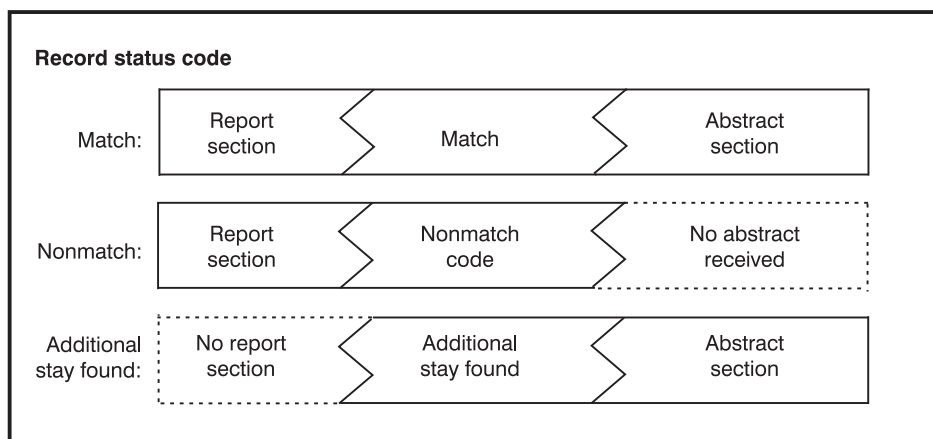 Record status code
Match:
Report
section
Match
Abstract
section
Nonmatch:
Report
section
Nonmatch
code
No abstract
received
Additional
stay found:
No report
section
Additional
stay found
Abstract
section